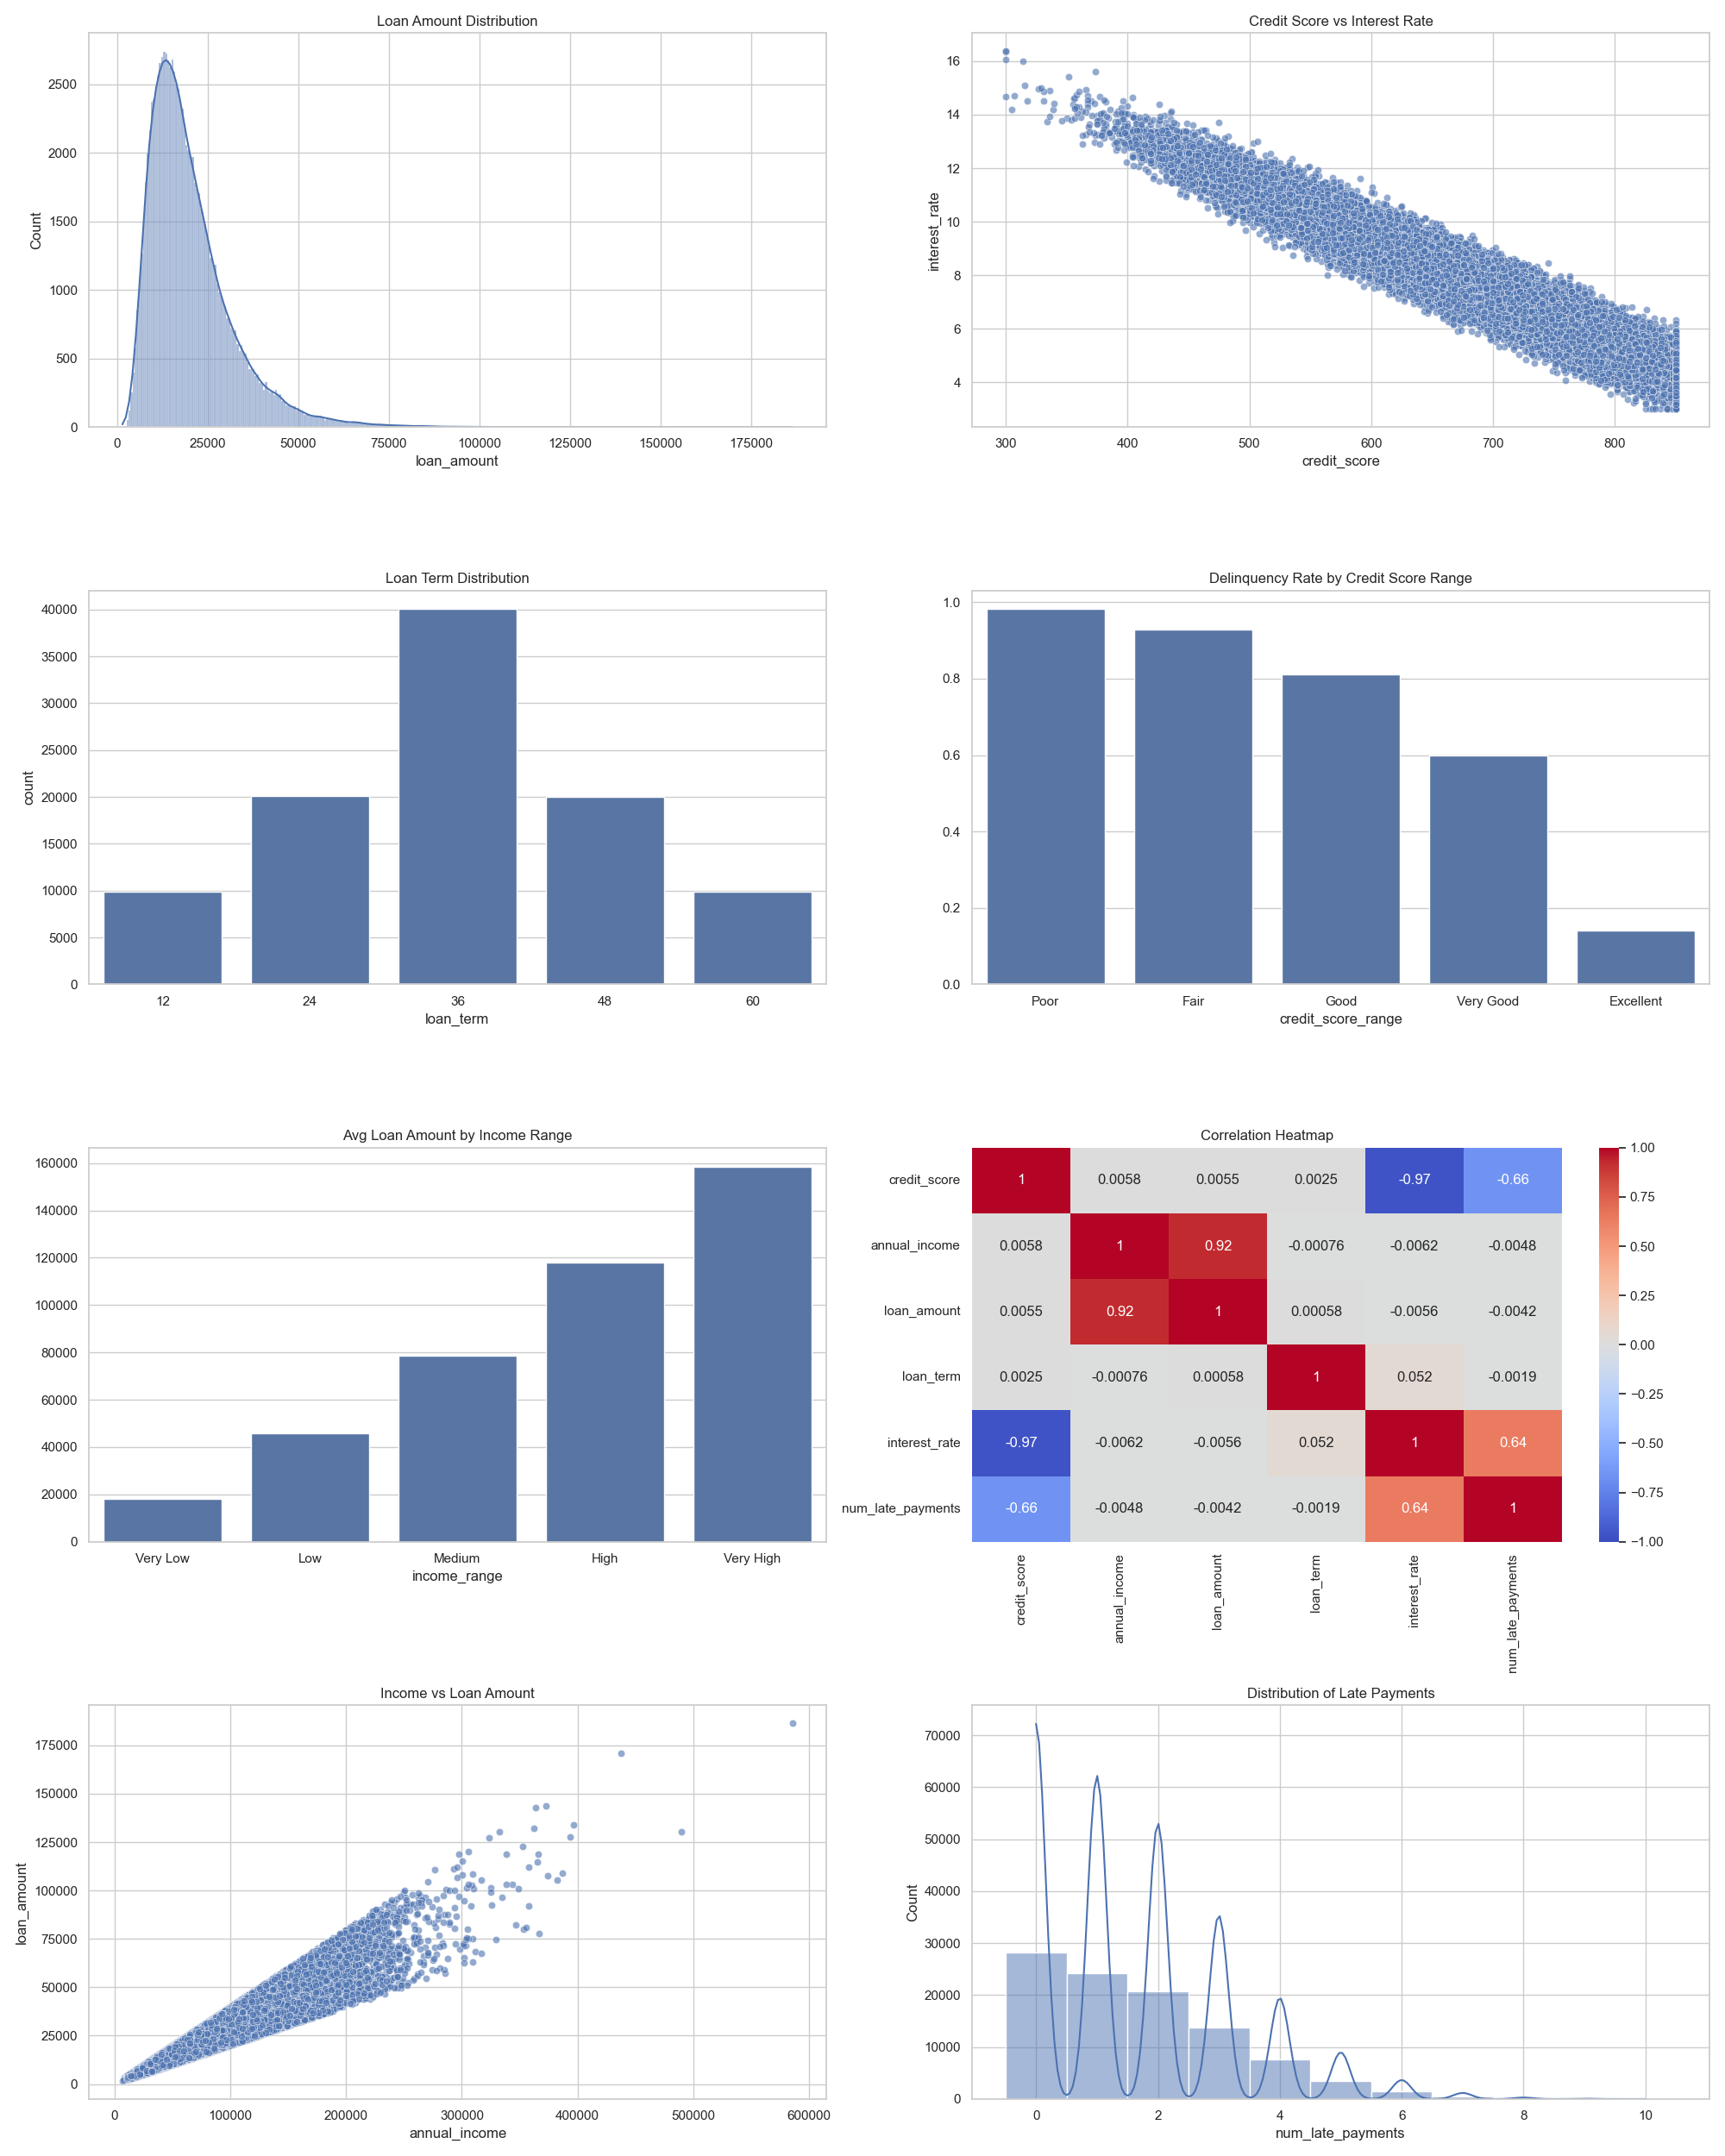 Loan Amount Distribution
Count
2500
2000
1500
1000
500
0
0 25000 50000 75000 100000 125000 150000 175000
loan_amount
Credit Score vs Interest Rate
interest_rate
16
14
12
10
8
6
4
300 400 500 600 700 800
credit_score
Loan Term Distribution
count
40000
35000
30000
25000
20000
15000
10000
5000
0
12 24 36 48 60
loan_term
Delinquency Rate by Credit Score Range
1.0
0.8
0.6
0.4
0.2
0.0
Poor Fair Good Very Good Excellent
credit_score_range
Avg Loan Amount by Income Range
160000
140000
120000
100000
80000
60000
40000
20000
0
Very Low Low Medium High Very High
income_range
Correlation Heatmap
credit_score 1 0.0058 0.0055 0.0025 -0.97 -0.66
annual_income 0.0058 1 0.92 -0.00076 -0.0062 -0.0048
loan_amount 0.0055 0.92 1 0.00058 -0.0056 -0.0042
loan_term 0.0025 -0.00076 0.00058 1 0.052 -0.0019
interest_rate -0.97 -0.0062 -0.0056 0.052 1 0.64
num_late_payments -0.66 -0.0048 -0.0042 -0.0019 0.64 1
credit_score
annual_income
loan_amount
loan_term
interest_rate
num_late_payments
1.00
0.75
0.50
0.25
0.00
−0.25
−0.50
−0.75
−1.00
Income vs Loan Amount
loan_amount
175000
150000
125000
100000
75000
50000
25000
0
0 100000 200000 300000 400000 500000 600000
annual_income
Distribution of Late Payments
Count
70000
60000
50000
40000
30000
20000
10000
0
0 2 4 6 8 10
num_late_payments